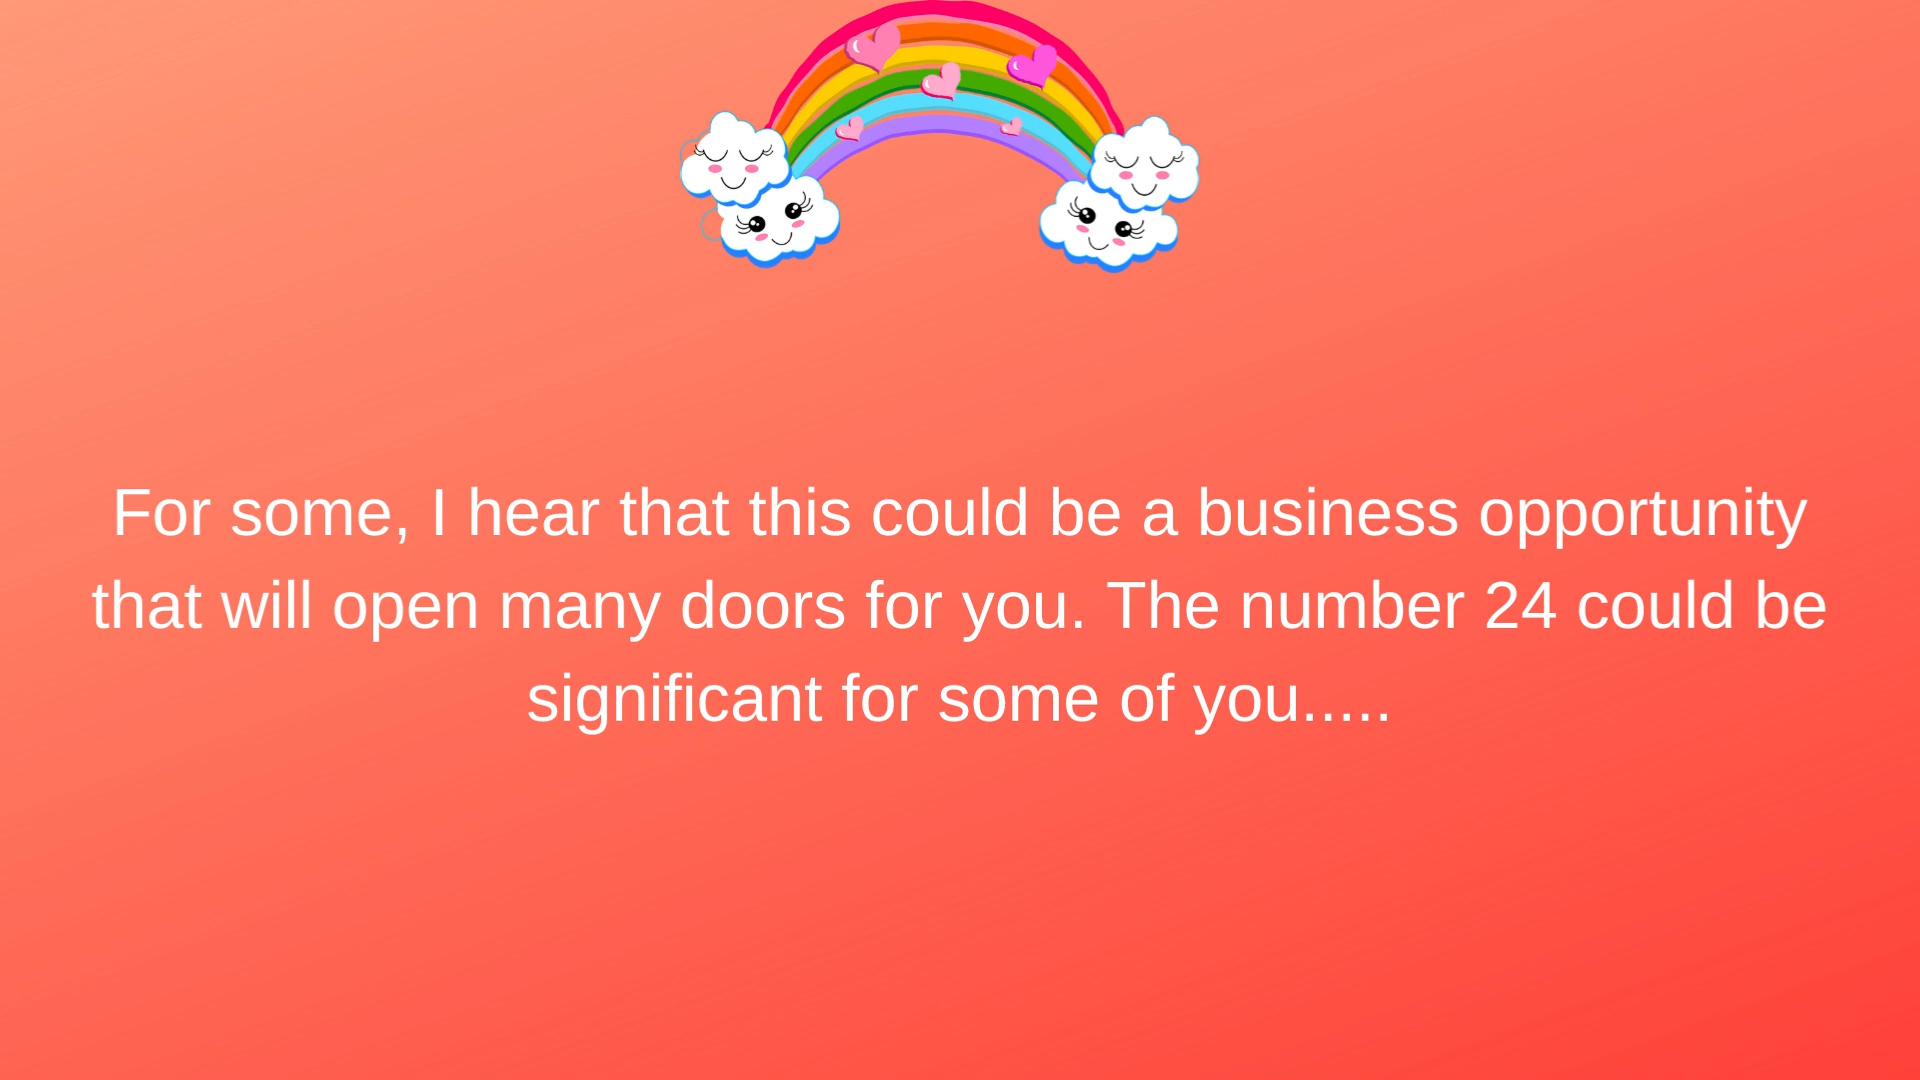 For some, I hear that this could be a business opportunity
that will open many doors for you. The number 24 could be
significant for some of you.....